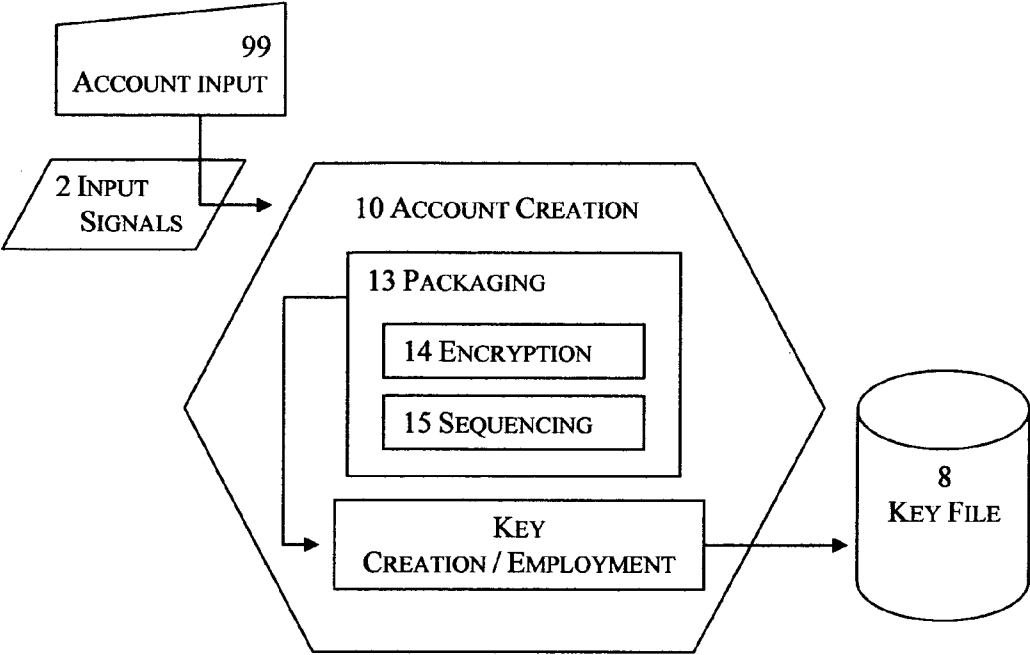 99
ACCOUNT INPUT
2 INPUT
SIGNALS
10 ACCOUNT CREATION
13 PACKAGING
14 ENCRYPTION
15 SEQUENCING
KEY
CREATION / EMPLOYMENT
8
KEY FILE